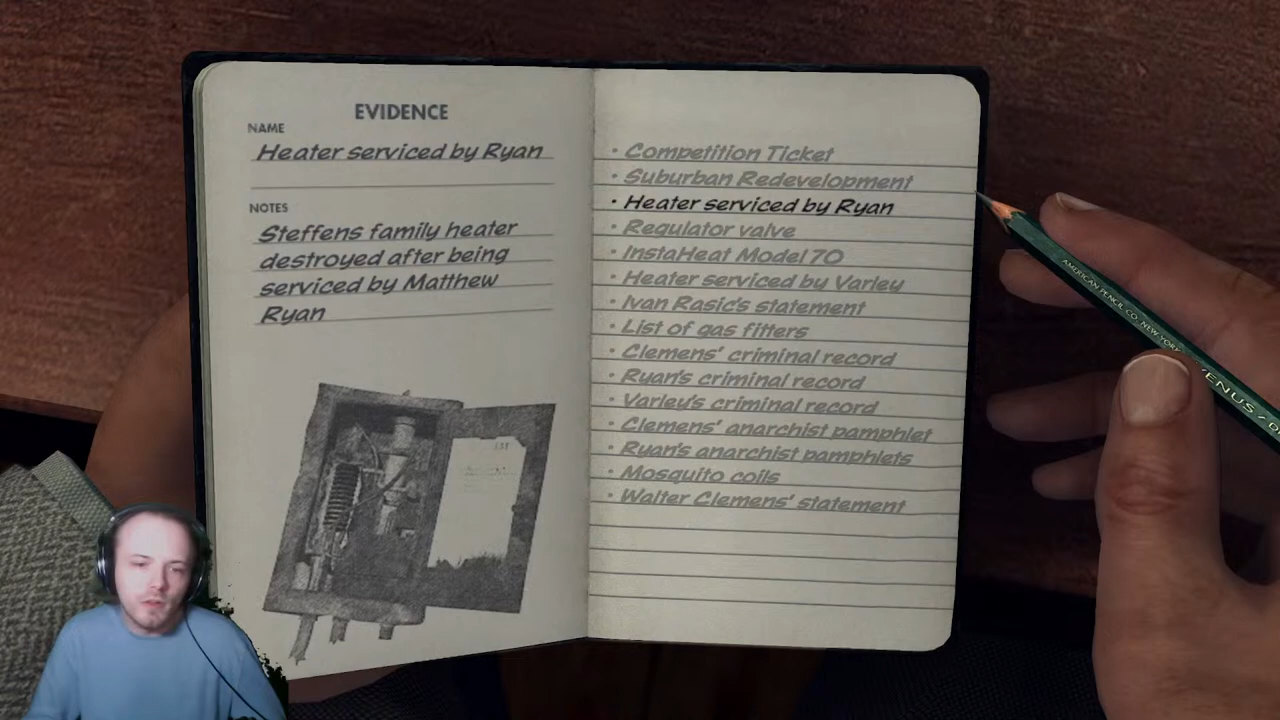 EVIDENCE
NAME
Heater serviced by Ryan
NOTES
Steffens family heater
destroyed after being
serviced by Matthew
Ryan
• Competition Ticket
• Suburban Redevelopment
• Heater serviced by Ryan
• Regulator valve
• InstaHeat Model 70
• Heater serviced by Varley
• Ivan Rasic's statement
• List of gas fitters
• Clemens' criminal record
• Ryan's criminal record
• Varley's criminal record
• Clemens' anarchist pamphlet
• Ryan's anarchist pamphlets
• Mosquito coils
• Walter Clemens' statement
AMERICAN PENCIL CO. NEW YORK
VENUS